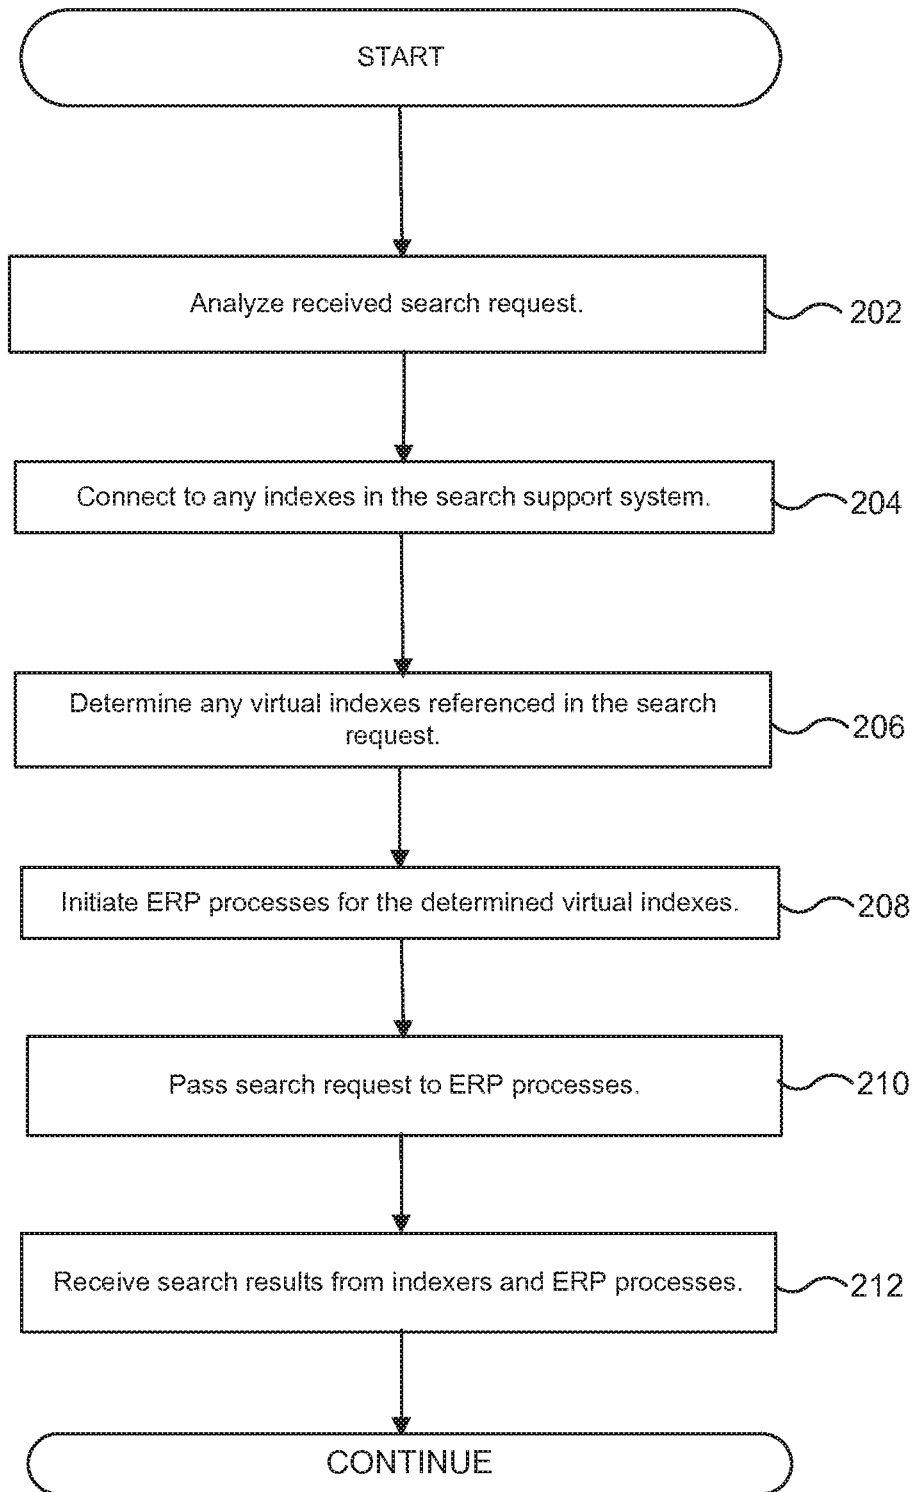 START
Analyze received search request.
202
Connect to any indexes in the search support system.
204
Determine any virtual indexes referenced in the search
request.
206
Initiate ERP processes for the determined virtual indexes.
208
Pass search request to ERP processes.
210
Receive search results from indexers and ERP processes.
212
CONTINUE